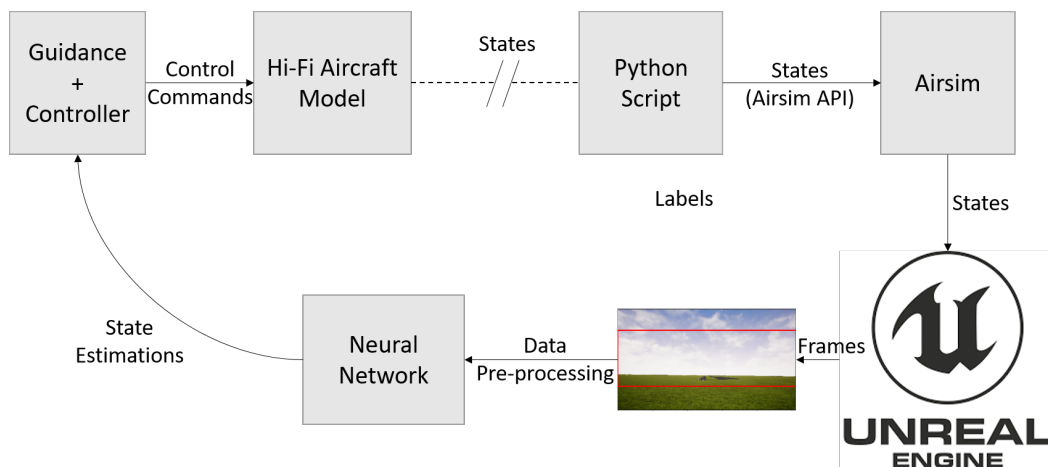 Guidance
+
Controller
Control
Commands
Hi-Fi Aircraft
Model
States
Python
Script
States
(Airsim API)
Airsim
Labels
States
State
Estimations
Neural
Network
Data
Pre-processing
Frames
UNREAL
ENGINE